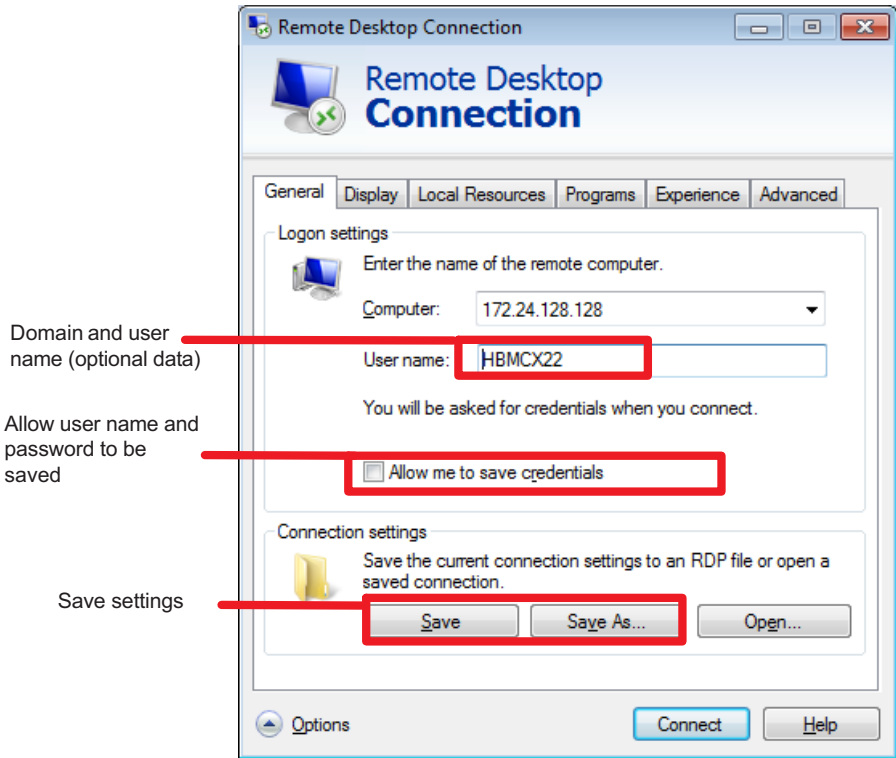 Remote Desktop Connection
Remote Desktop
Connection
General Display Local Resources Programs Experience Advanced
Logon settings
Enter the name of the remote computer.
Computer: 172.24.128.128
Domain and user
name (optional data)
User name: HBMCX22
You will be asked for credentials when you connect.
Allow user name and
password to be
saved
Allow me to save credentials
Connection settings
Save the current connection settings to an RDP file or open a
saved connection.
Save settings
Save Save As... Open...
Options Connect Help